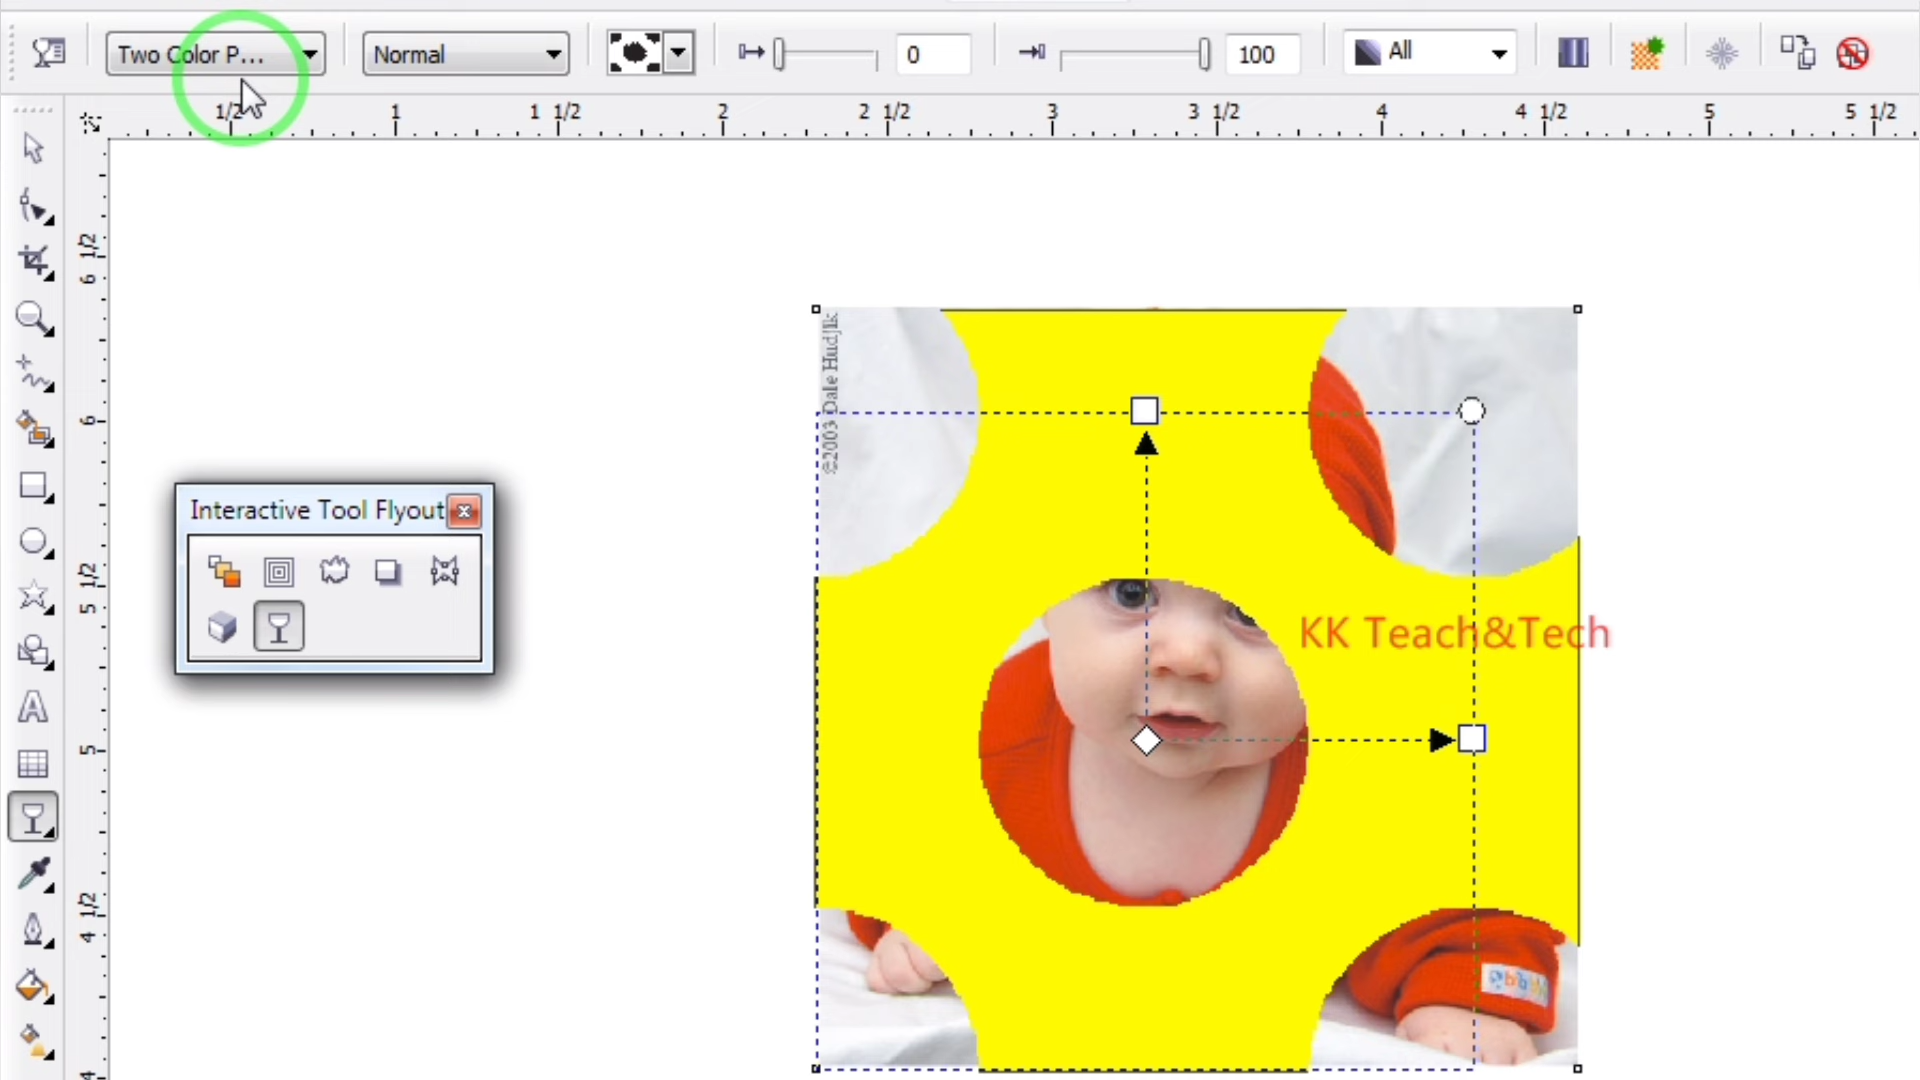 Two Color P...
Normal
0
100
All
1/2 1 1 1/2 2 2 1/2 3 3 1/2 4 4 1/2 5 5 1/2
6 1/2
6
5 1/2
5
4 1/2
4
©2003 Dale Hudjik
Interactive Tool Flyout
KK Teach&Tech